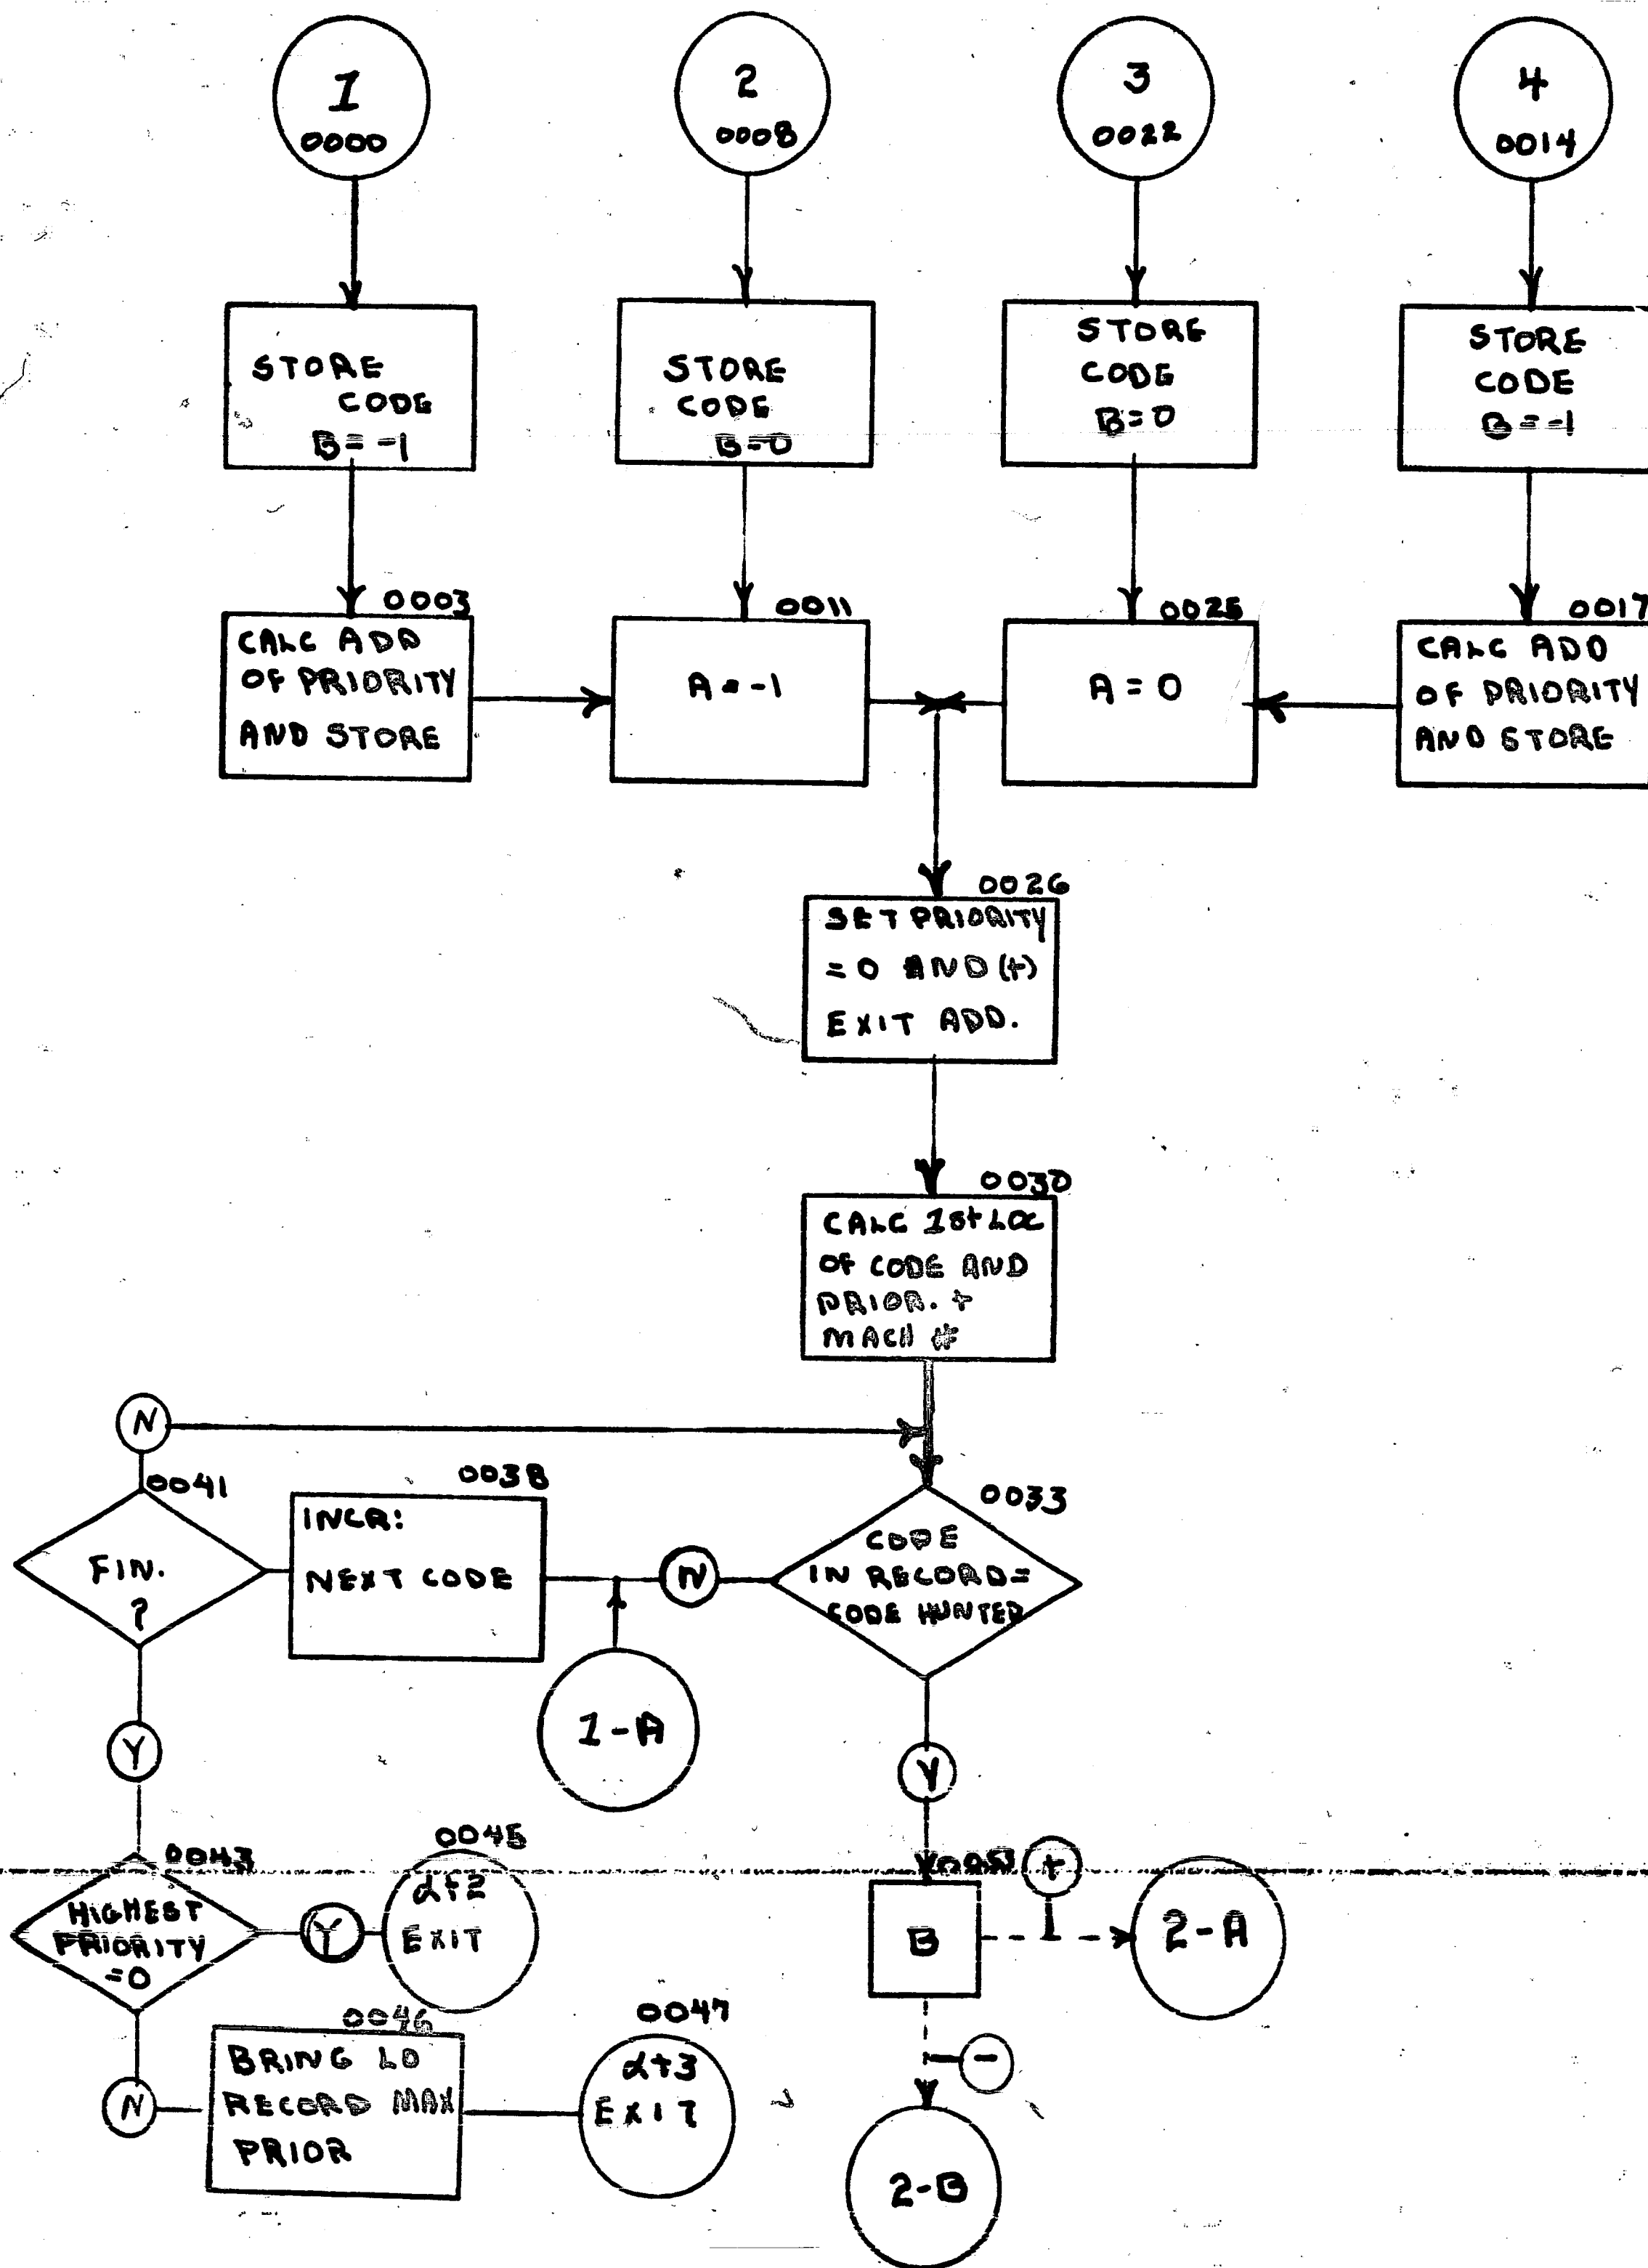 1
0000
2
0008
3
0022
4
0014
STORE
CODE
B=-1
STORE
CODE
B=0
STORE
CODE
B=0
STORE
CODE
B=-1
0003
CALC ADD
OF PRIORITY
AND STORE
0011
A=-1
0025
A=0
0017
CALC ADD
OF PRIORITY
AND STORE
0026
SET PRIORITY
=0 AND (+)
EXIT ADD.
0030
CALC 1st LOC
OF CODE AND
PRIOR. +
MACH #
N
0041
FIN.
?
0038
INCR:
NEXT CODE
N
0033
CODE
IN RECORD=
CODE HUNTED
1-A
Y
Y
0043
HIGHEST
PRIORITY
=0
Y
0045
α+2
EXIT
0053
B
+
2-A
N
0046
BRING LO
RECORD MAX
PRIOR
0047
α+3
EXIT
-
2-B